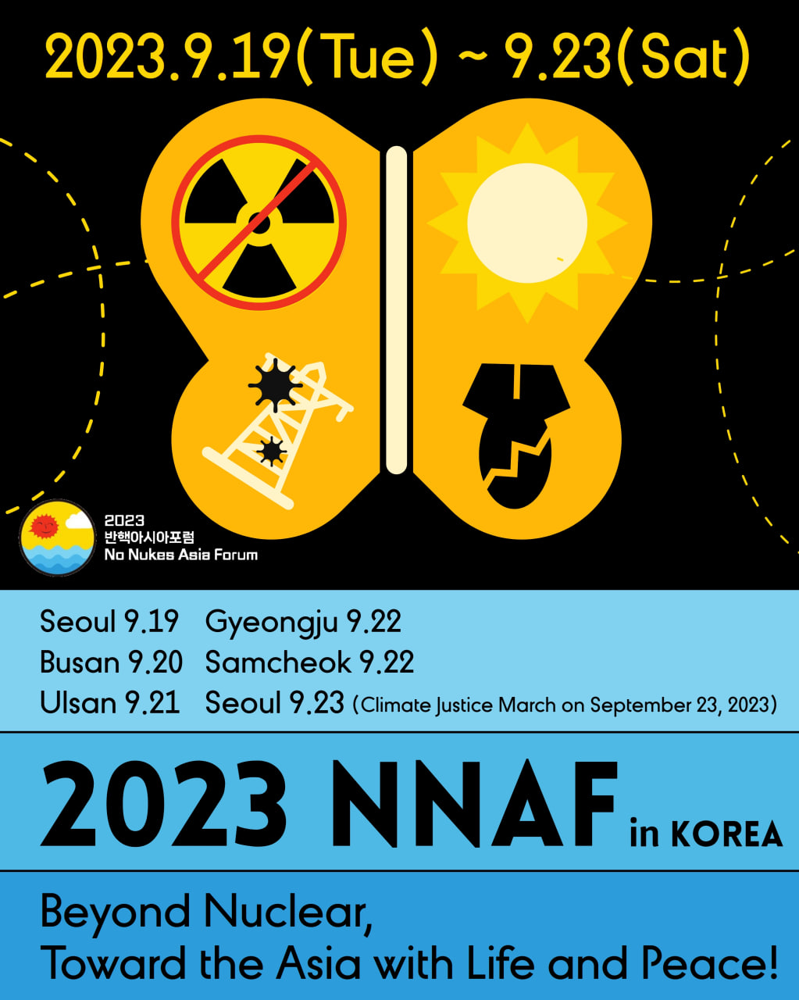 2023.9.19(Tue) ~ 9.23(Sat)
2023
반핵아시아포럼
No Nukes Asia Forum
Seoul 9.19 Gyeongju 9.22
Busan 9.20 Samcheok 9.22
Ulsan 9.21 Seoul 9.23 (Climate Justice March on September 23, 2023)
2023 NNAF in KOREA
Beyond Nuclear,
Toward the Asia with Life and Peace!